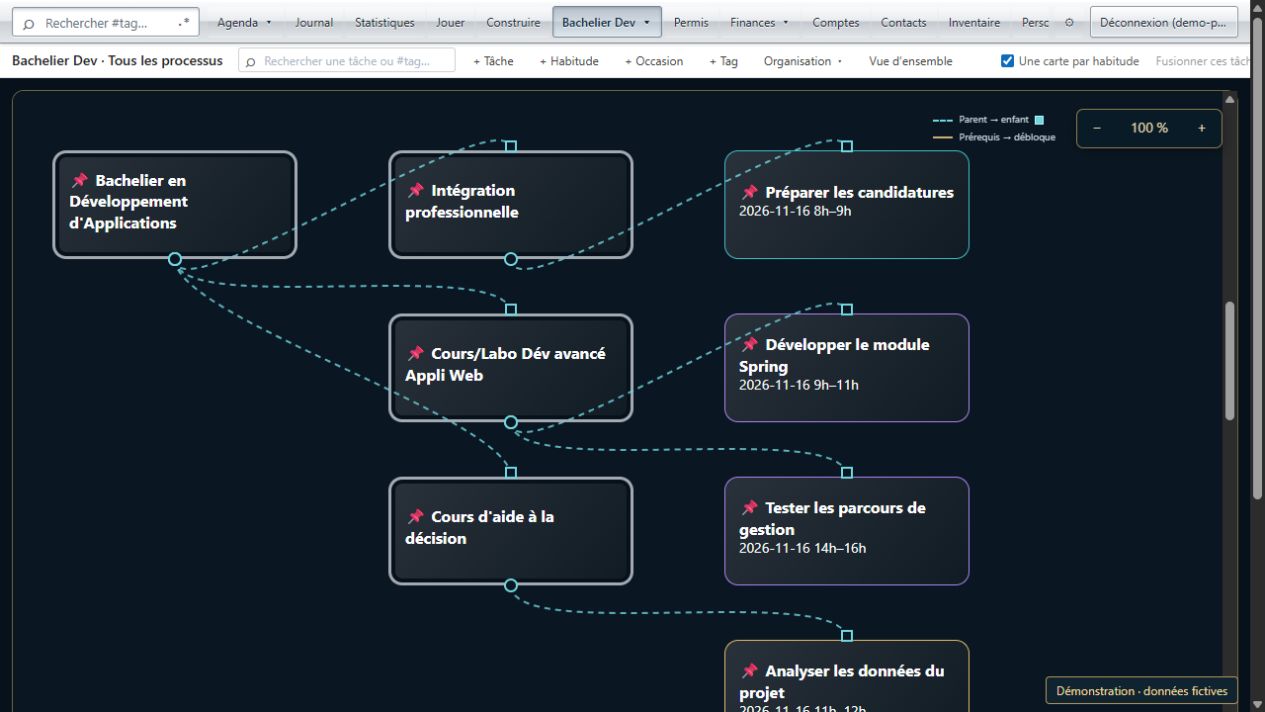 Rechercher #tag... .* Agenda Journal Statistiques Jouer Construire Bachelier Dev Permis Finances Comptes Contacts Inventaire Persc Déconnexion (demo-p...
Bachelier Dev · Tous les processus Rechercher une tâche ou #tag... + Tâche + Habitude + Occasion + Tag Organisation Vue d'ensemble Une carte par habitude Fusionner ces tâch
Parent → enfant
Prérequis → débloque
− 100 % +
Bachelier en
Développement
d'Applications
Intégration
professionnelle
Préparer les candidatures
2026-11-16 8h–9h
Cours/Labo Dév avancé
Appli Web
Développer le module
Spring
2026-11-16 9h–11h
Cours d'aide à la
décision
Tester les parcours de
gestion
2026-11-16 14h–16h
Analyser les données du
projet
2026-11-16 11h–12h
Démonstration · données fictives